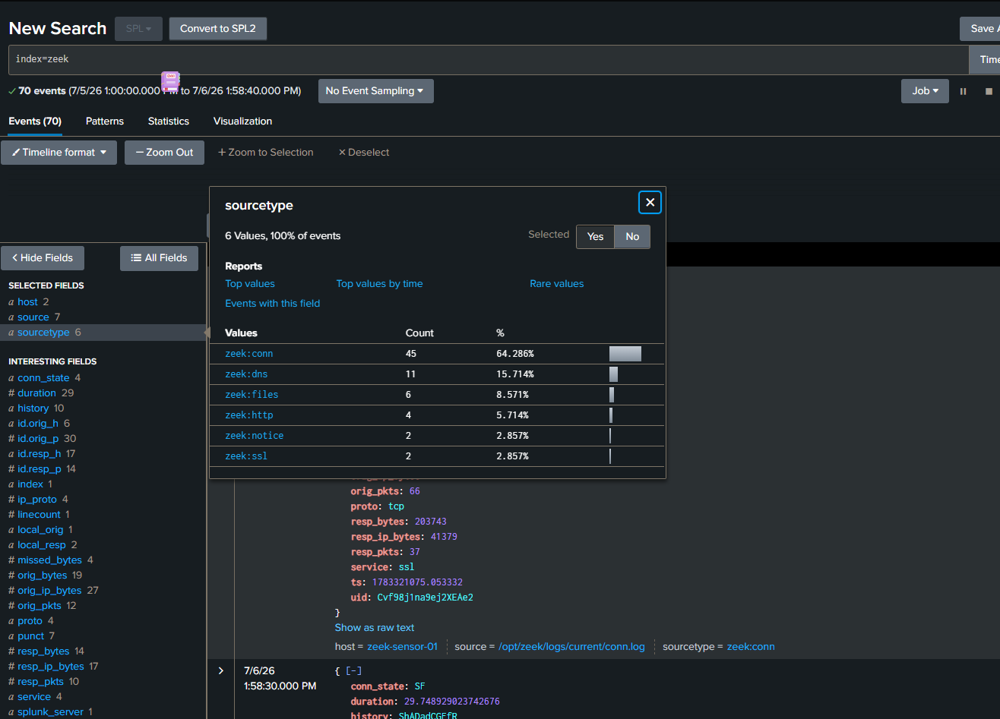 New Search SPL Convert to SPL2 Save A
index=zeek Time
70 events (7/5/26 1:00:00.000 PM to 7/6/26 1:58:40.000 PM) No Event Sampling Job
Events (70) Patterns Statistics Visualization
Timeline format — Zoom Out + Zoom to Selection × Deselect
sourcetype
6 Values, 100% of events Selected Yes No
Reports
Top values Top values by time Rare values
Events with this field
Values Count %
zeek:conn 45 64.286%
zeek:dns 11 15.714%
zeek:files 6 8.571%
zeek:http 4 5.714%
zeek:notice 2 2.857%
zeek:ssl 2 2.857%
< Hide Fields All Fields
SELECTED FIELDS
a host 2
a source 7
a sourcetype 6
INTERESTING FIELDS
a conn_state 4
# duration 29
a history 10
a id.orig_h 6
# id.orig_p 30
a id.resp_h 17
# id.resp_p 14
a index 1
# ip_proto 4
# linecount 1
a local_orig 1
a local_resp 2
# missed_bytes 4
# orig_bytes 19
# orig_ip_bytes 27
# orig_pkts 12
a proto 4
a punct 7
# resp_bytes 14
# resp_ip_bytes 17
# resp_pkts 10
a service 4
a splunk_server 1
orig_pkts: 66
proto: tcp
resp_bytes: 203743
resp_ip_bytes: 41379
resp_pkts: 37
service: ssl
ts: 1783321075.053332
uid: Cvf98j1na9ej2XEAe2
}
Show as raw text
host = zeek-sensor-01 source = /opt/zeek/logs/current/conn.log sourcetype = zeek:conn
> 7/6/26 { [-]
1:58:30.000 PM conn_state: SF
duration: 29.748929023742676
history: ShADadCGFfR